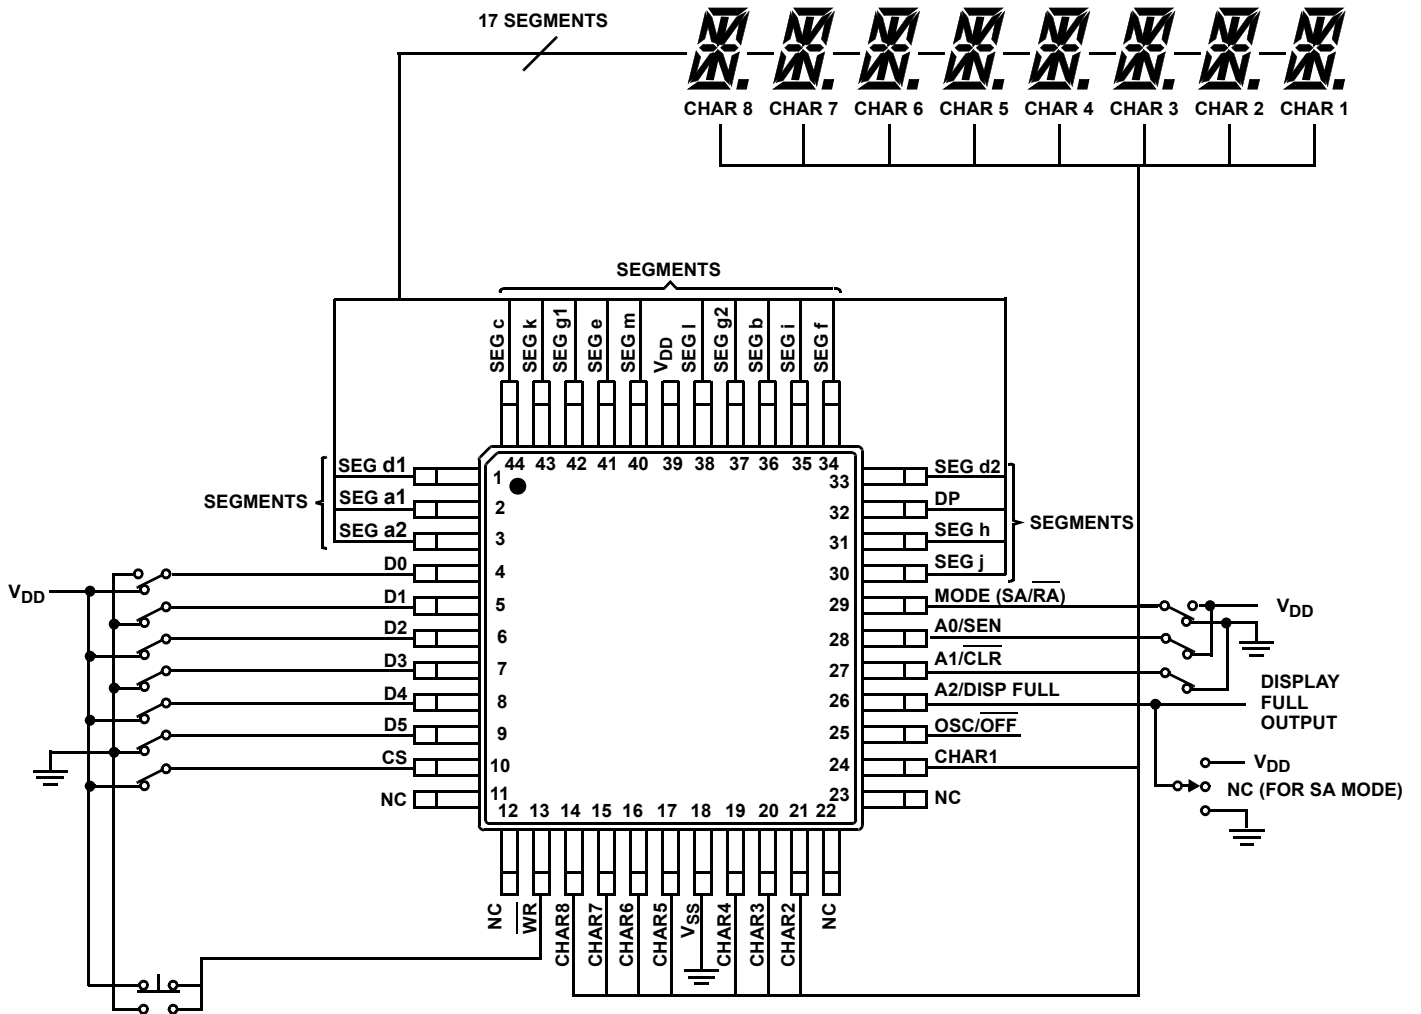 17 SEGMENTS
CHAR 8 CHAR 7 CHAR 6 CHAR 5 CHAR 4 CHAR 3 CHAR 2 CHAR 1
SEGMENTS
SEG c SEG k SEG g1 SEG e SEG m VDD SEG l SEG g2 SEG b SEG i SEG f
44 43 42 41 40 39 38 37 36 35 34
SEGMENTS
SEG d1 1
SEG a1 2
SEG a2 3
VDD
D0 4
D1 5
D2 6
D3 7
D4 8
D5 9
CS 10
NC 11
33 SEG d2
32 DP
31 SEG h
30 SEG j
SEGMENTS
29 MODE (SA/R̅A̅)
28 A0/SEN
27 A1/C̅L̅R̅
26 A2/DISP FULL
25 OSC/O̅F̅F̅
24 CHAR1
23 NC
VDD
DISPLAY
FULL
OUTPUT
VDD
NC (FOR SA MODE)
12 13 14 15 16 17 18 19 20 21 22
NC W̅R̅ CHAR8 CHAR7 CHAR6 CHAR5 VSS CHAR4 CHAR3 CHAR2 NC